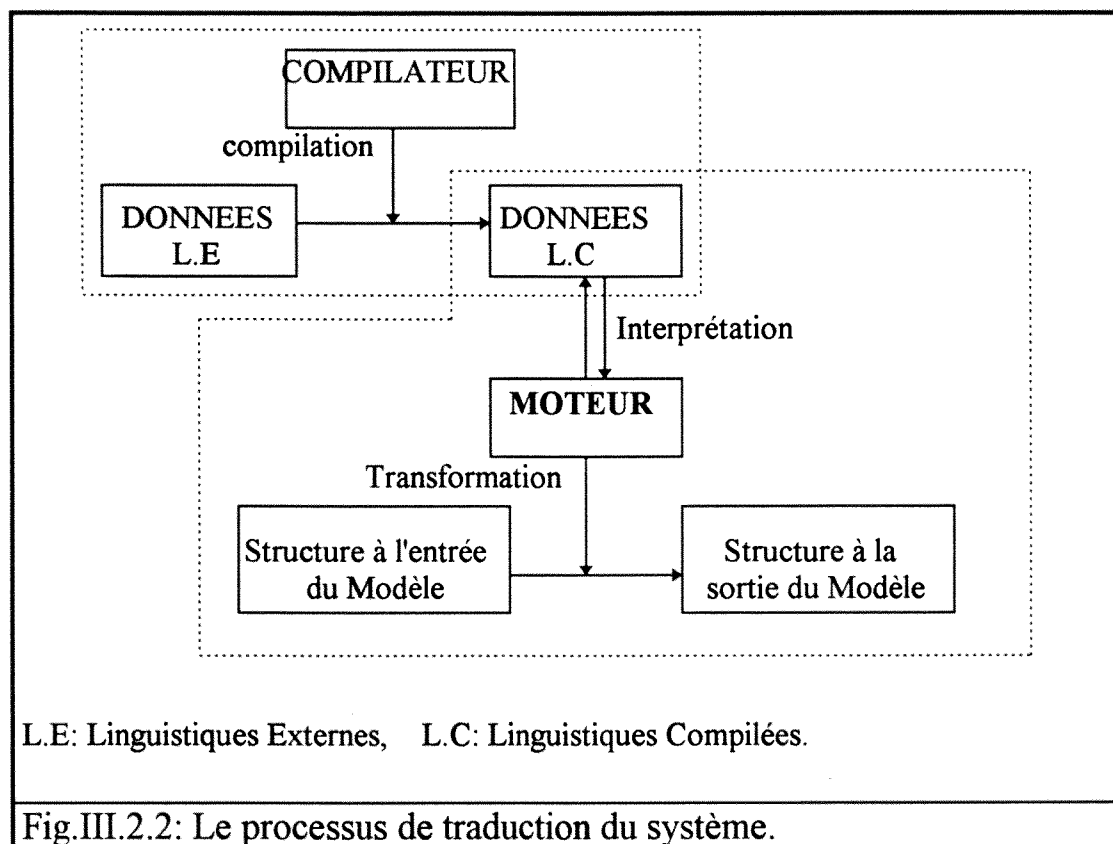 COMPILATEUR
compilation
DONNEES
L.E
DONNEES
L.C
Interprétation
MOTEUR
Transformation
Structure à l'entrée
du Modèle
Structure à la
sortie du Modèle
L.E: Linguistiques Externes, L.C: Linguistiques Compilées.
Fig.III.2.2: Le processus de traduction du système.